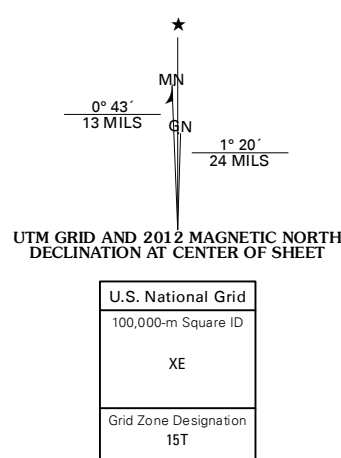 ★
MN
0° 43´
13 MILS
GN
1° 20´
24 MILS
UTM GRID AND 2012 MAGNETIC NORTH
DECLINATION AT CENTER OF SHEET
U.S. National Grid
100,000-m Square ID
XE
Grid Zone Designation
15T